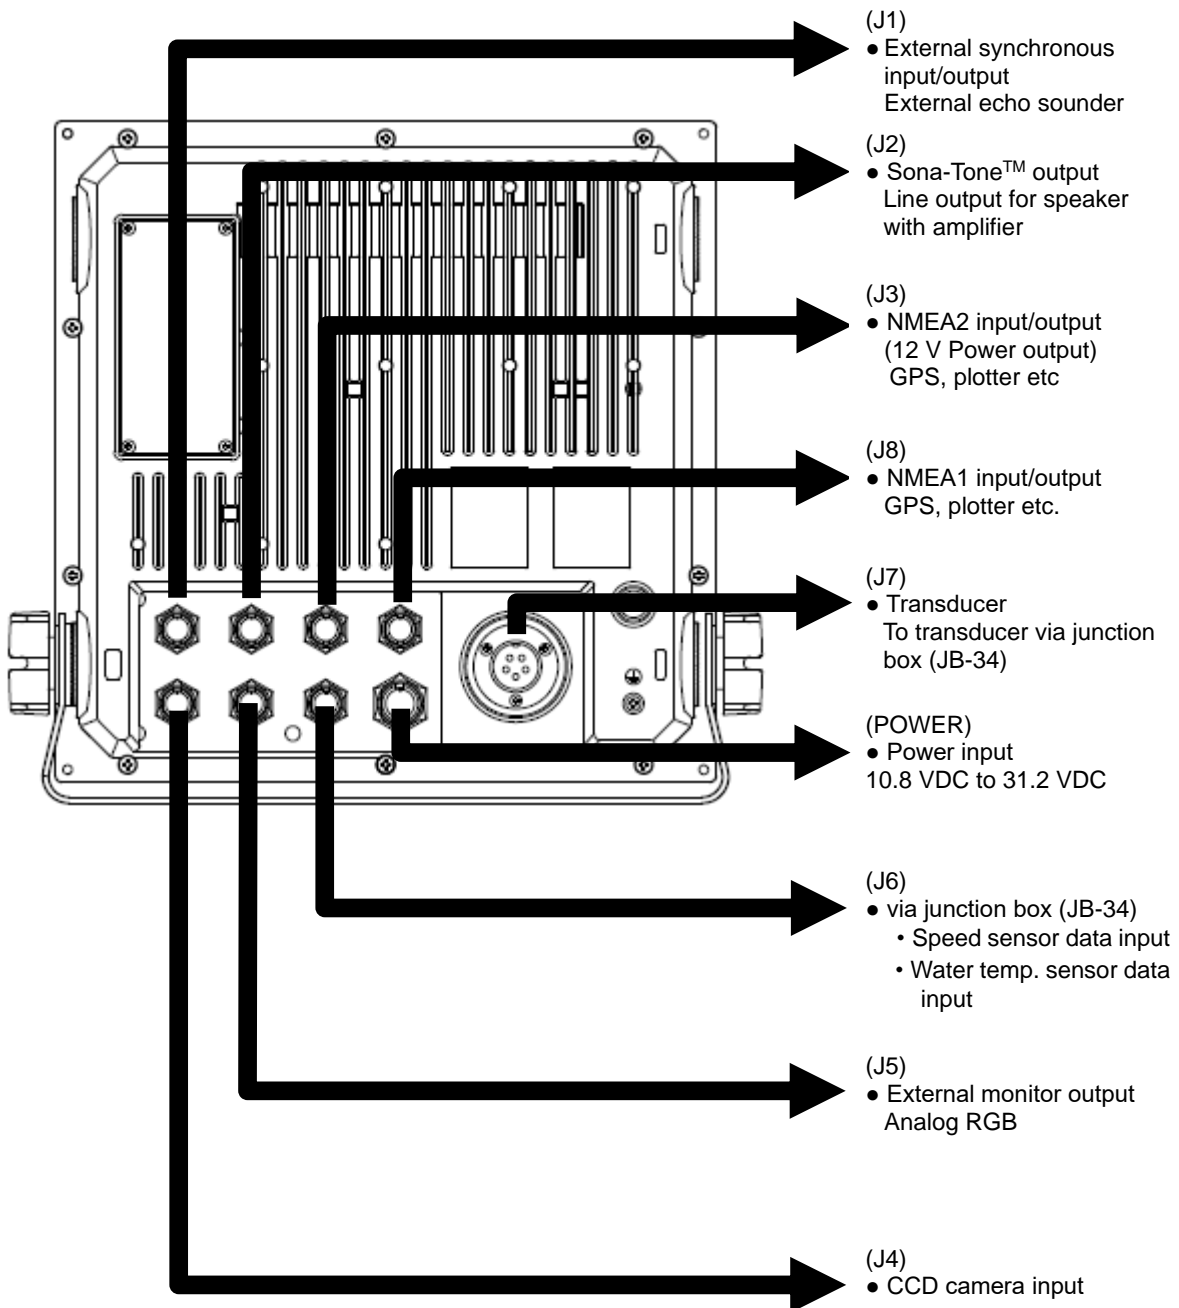 (J1)
● External synchronous
input/output
External echo sounder
(J2)
● Sona-Tone™ output
Line output for speaker
with amplifier
(J3)
● NMEA2 input/output
(12 V Power output)
GPS, plotter etc
(J8)
● NMEA1 input/output
GPS, plotter etc.
(J7)
● Transducer
To transducer via junction
box (JB-34)
(POWER)
● Power input
10.8 VDC to 31.2 VDC
(J6)
● via junction box (JB-34)
・Speed sensor data input
・Water temp. sensor data
input
(J5)
● External monitor output
Analog RGB
(J4)
● CCD camera input